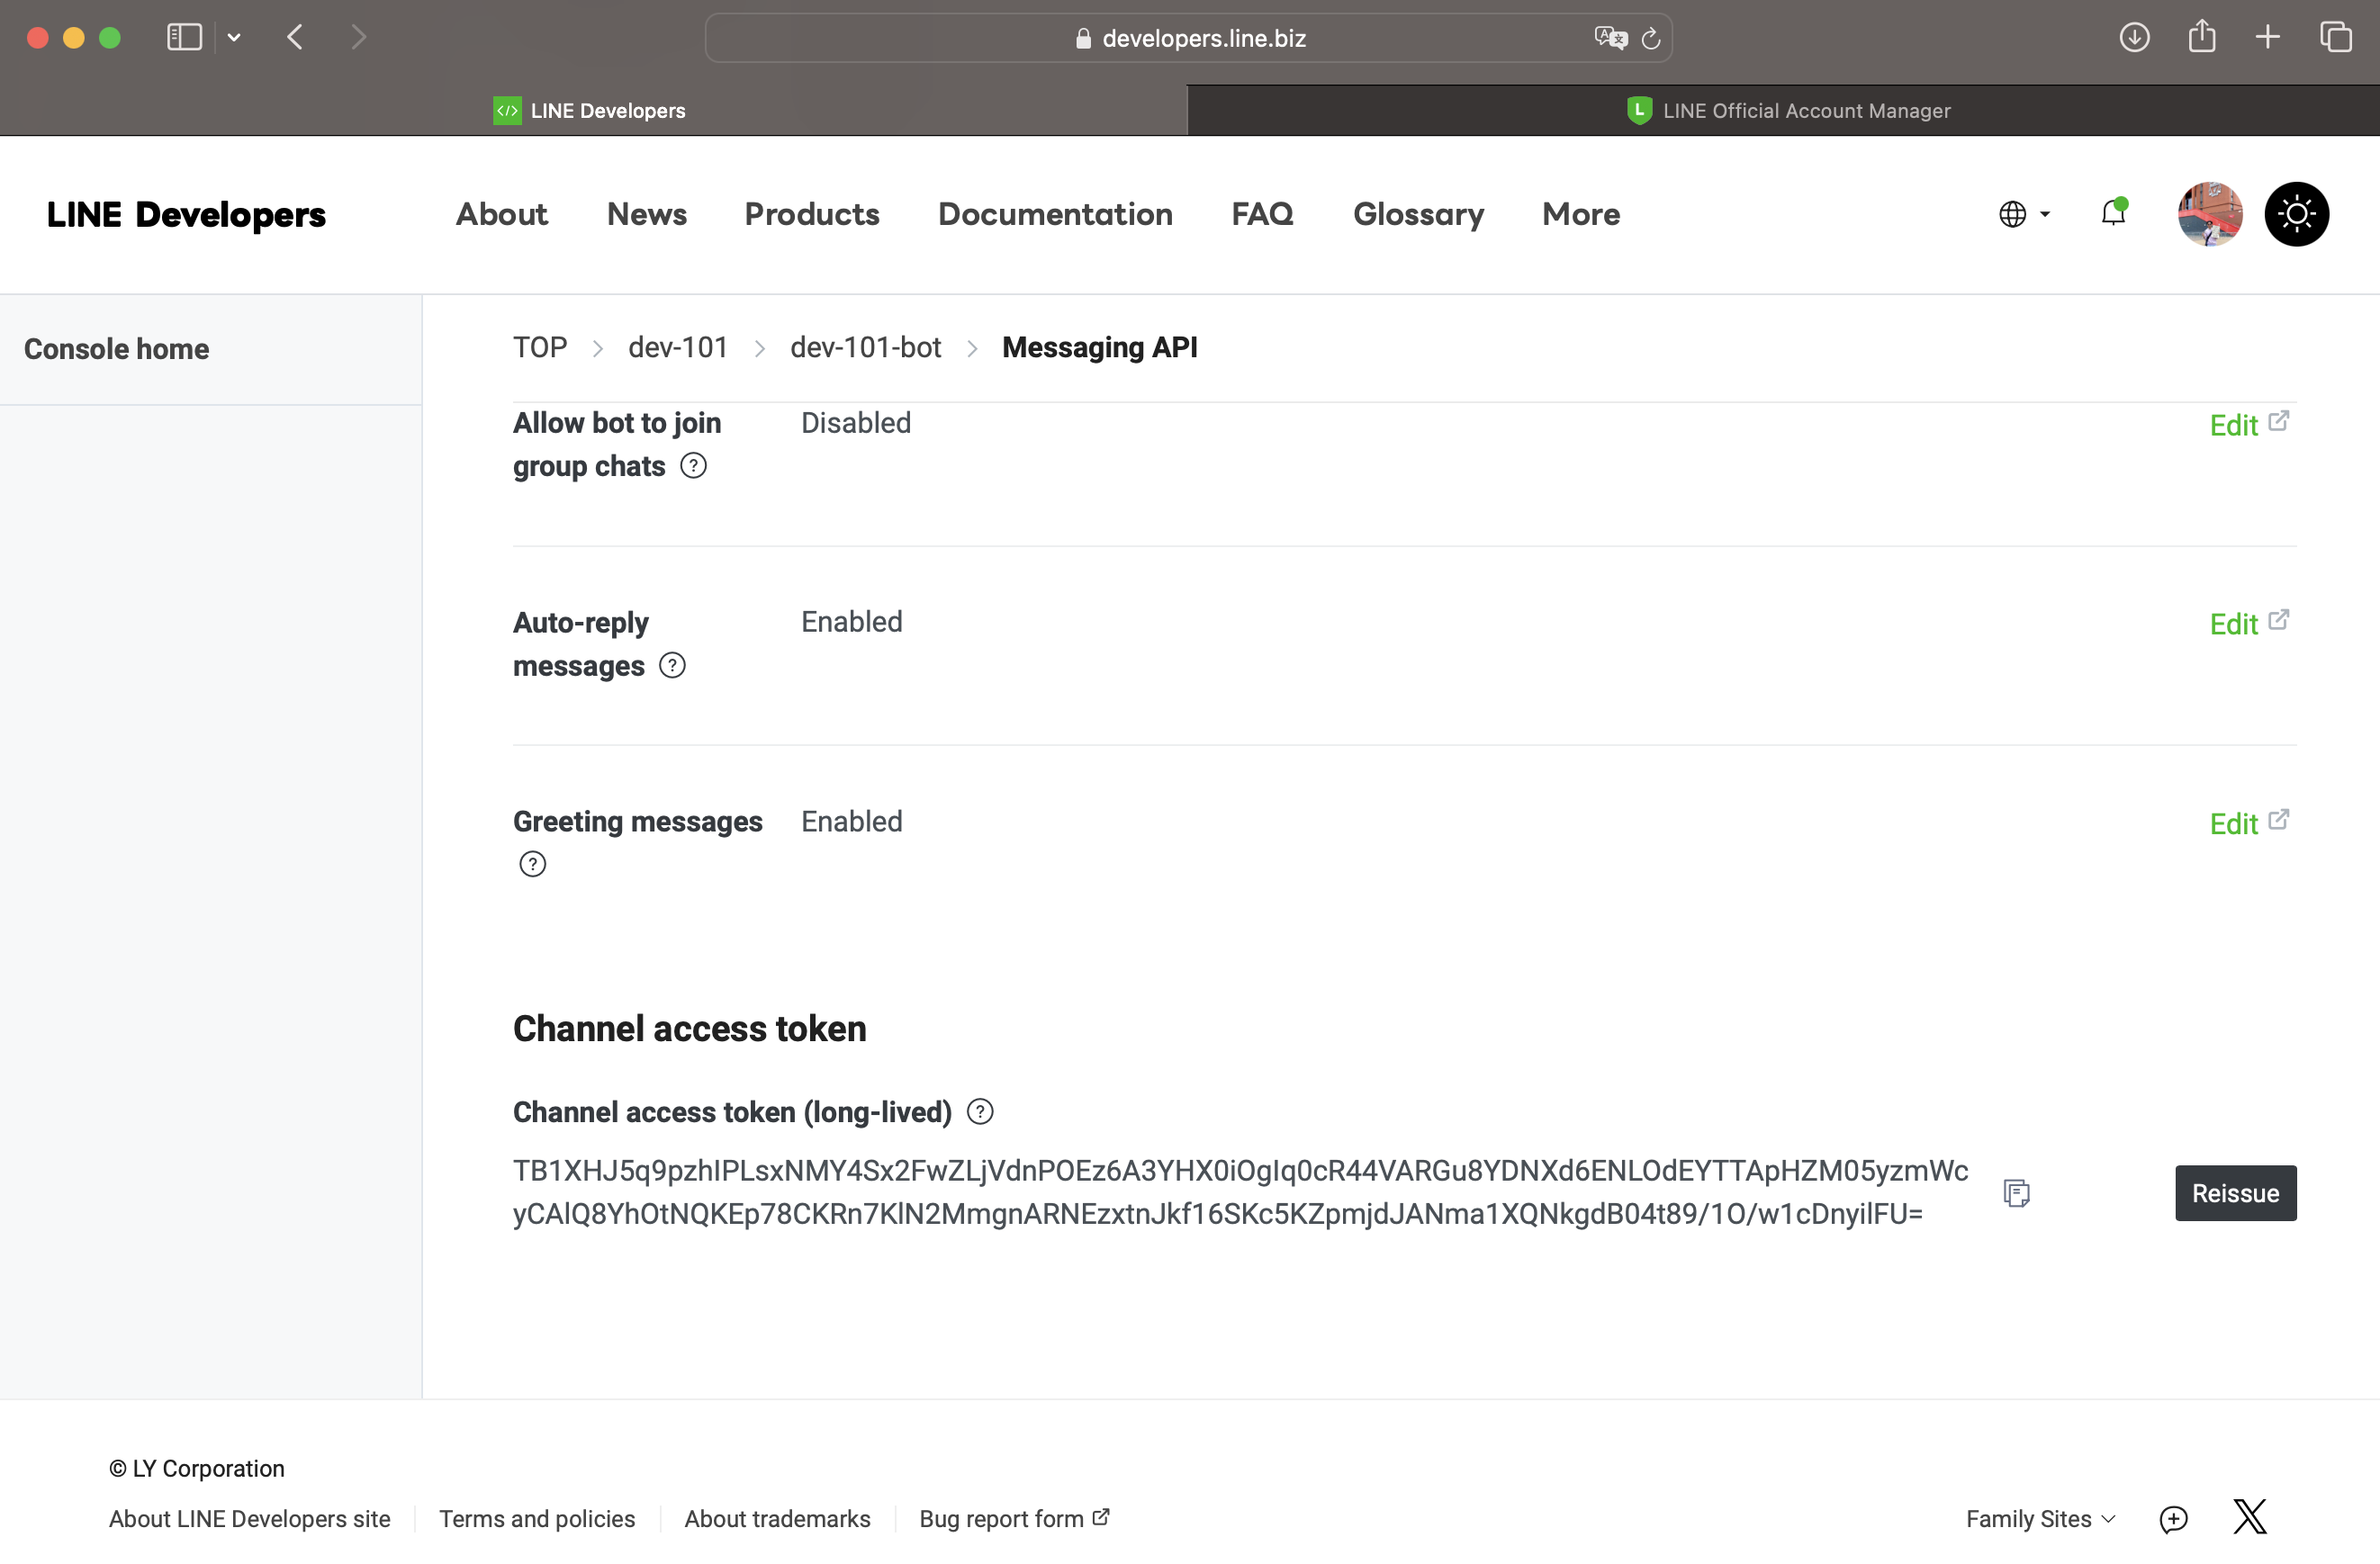 developers.line.biz
LINE Developers
LINE Official Account Manager
LINE Developers
About News Products Documentation FAQ Glossary More
Console home
TOP > dev-101 > dev-101-bot > Messaging API
Allow bot to join Disabled Edit
group chats ?
Auto-reply Enabled Edit
messages ?
Greeting messages Enabled Edit
?
Channel access token
Channel access token (long-lived) ?
TB1XHJ5q9pzhIPLsxNMY4Sx2FwZLjVdnPOEz6A3YHX0iOgIq0cR44VARGu8YDNXd6ENLOdEYTTApHZM05yzmWc
yCAlQ8YhOtNQKEp78CKRn7KlN2MmgnARNEzxtnJkf16SKc5KZpmjdJANma1XQNkgdB04t89/1O/w1cDnyilFU=
Reissue
© LY Corporation
About LINE Developers site Terms and policies About trademarks Bug report form Family Sites